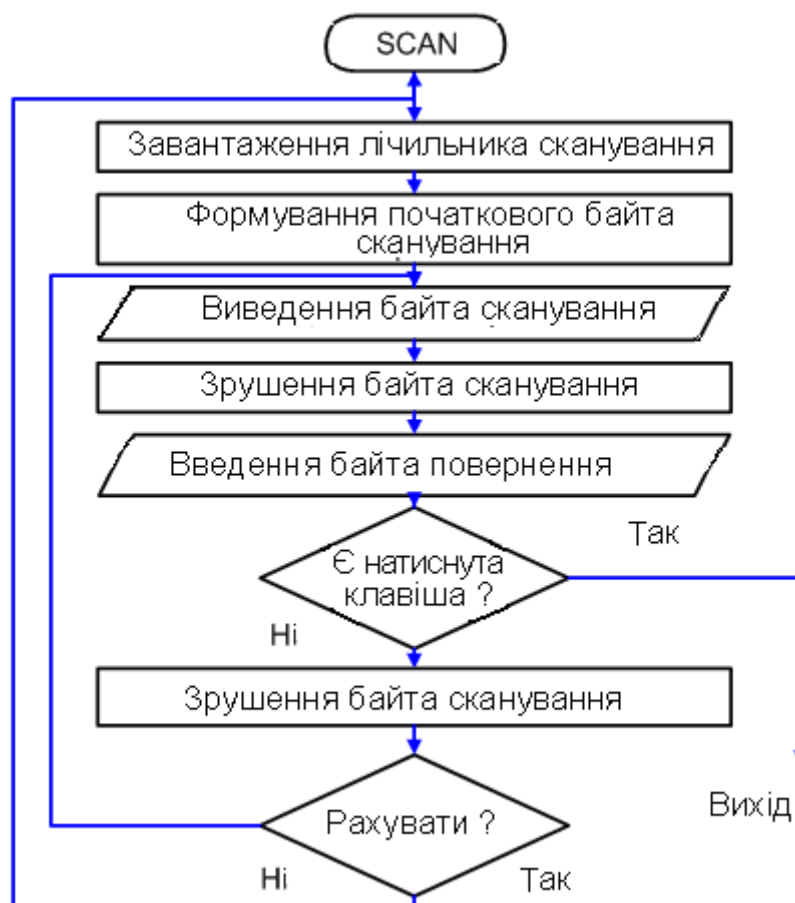 SCAN
Завантаження лічильника сканування
Формування початкового байта
сканування
Виведення байта сканування
Зрушення байта сканування
Введення байта повернення
Так
Є натиснута
клавіша ?
Ні
Зрушення байта сканування
Рахувати ?
Вихід
Ні
Так